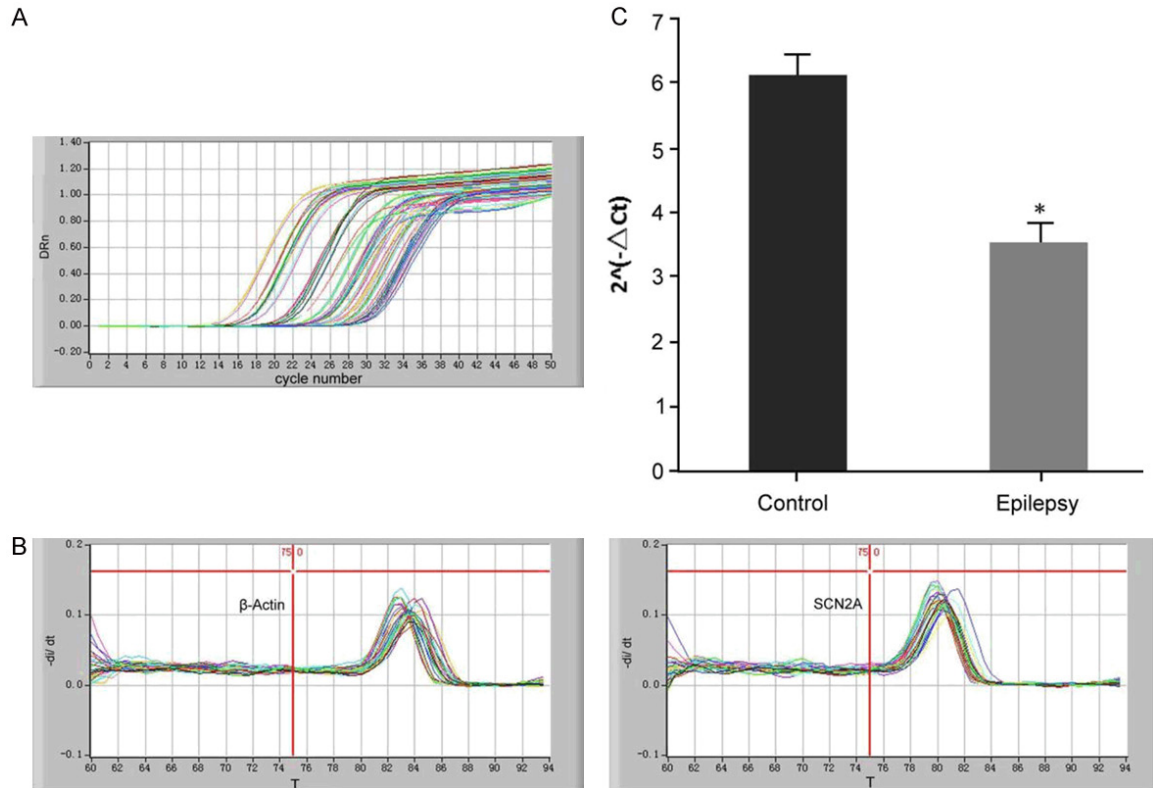 A
1.40
1.20
1.00
0.80
0.60
0.40
0.20
0.00
-0.20
DRn
0 2 4 6 8 10 12 14 16 18 20 22 24 26 28 30 32 34 36 38 40 42 44 46 48 50
cycle number
C
7
6
5
4
3
2
1
0
2^(-△Ct)
*
Control Epilepsy
B
0.2
0.1
0.0
-0.1
-di/ dt
75 0
β-Actin
60 62 64 66 68 70 72 74 76 78 80 82 84 86 88 90 92 94
T
0.2
0.1
0.0
-0.1
-di/ dt
75 0
SCN2A
60 62 64 66 68 70 72 74 76 78 80 82 84 86 88 90 92 94
T